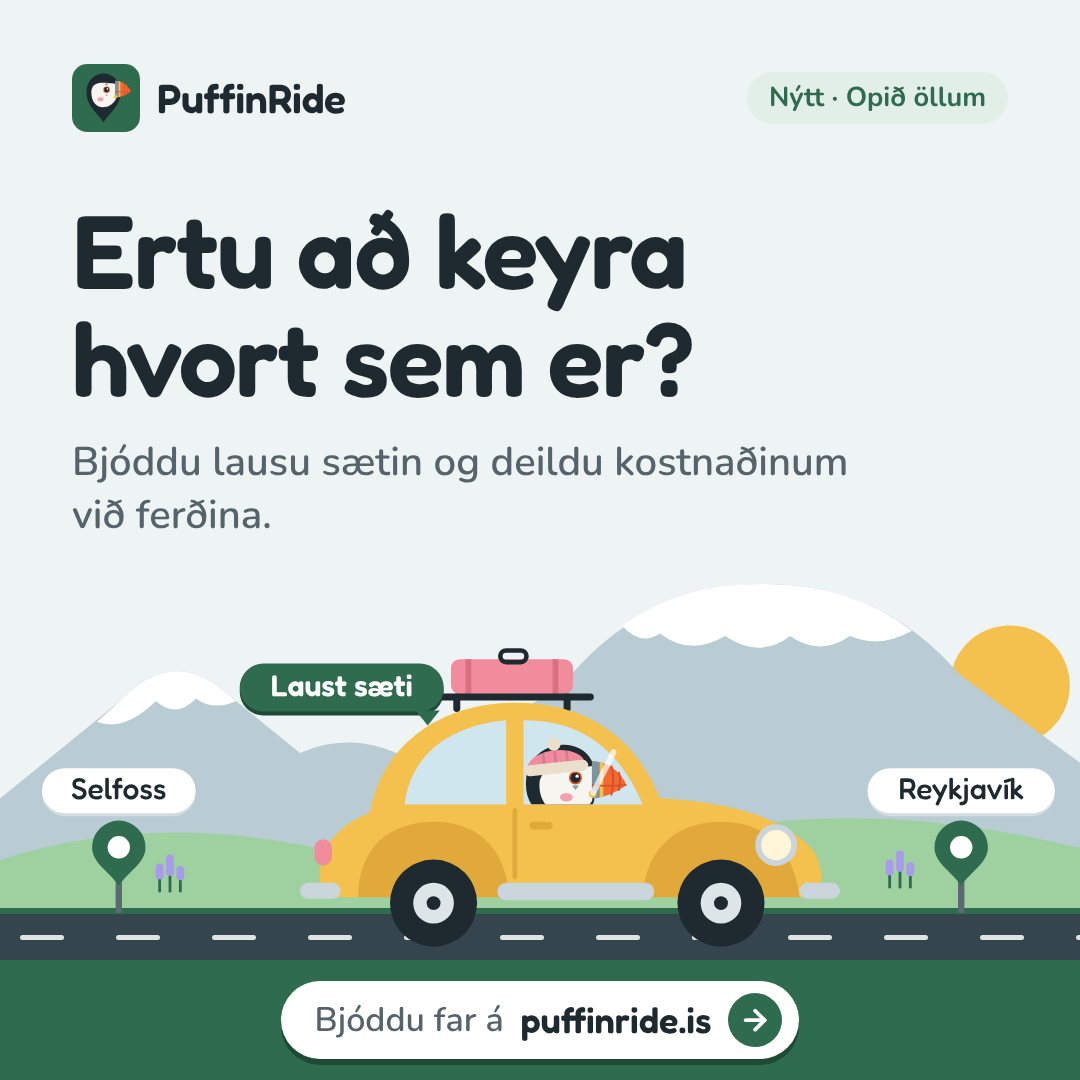 PuffinRide
Nýtt · Opið öllum
Ertu að keyra
hvort sem er?
Bjóddu lausu sætin og deildu kostnaðinum
við ferðina.
Laust sæti
Selfoss
Reykjavík
Bjóddu far á puffinride.is